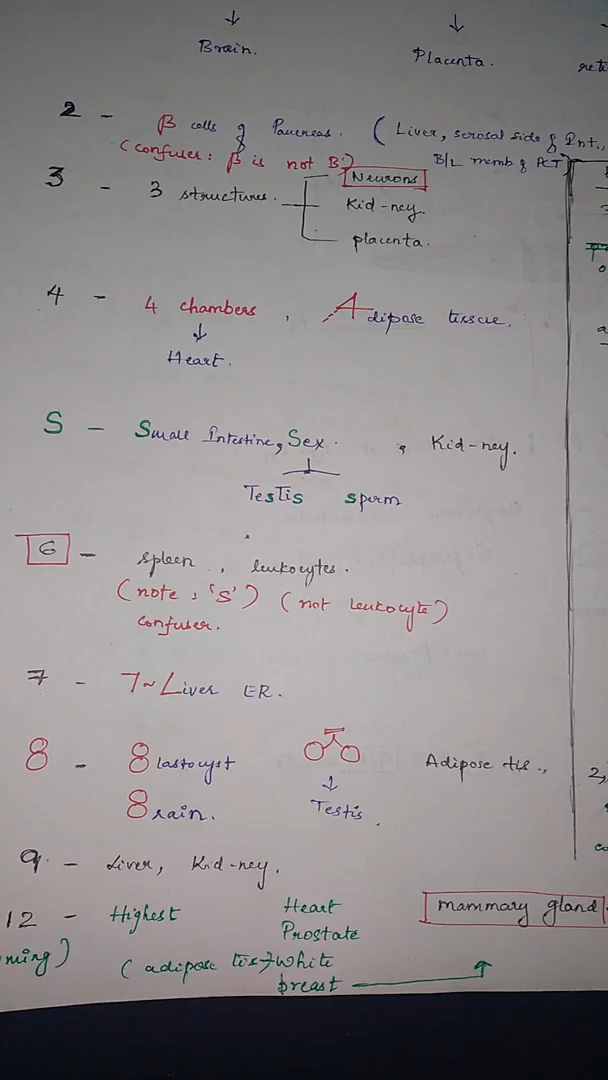 Brain. Placenta.
2 - β cells of Pancreas. (Liver, serosal side of Int.,
(Confuser: β is not B:) B/L memb of PCT)
3 - 3 structures. Neurons
Kid-ney.
placenta.
4 - 4 chambers, Adipose tissue.
Heart.
S - Small Intestine, Sex. , Kid-ney.
Testis sperm
6 - spleen, leukocytes.
(note, 'S') (not leukocyte)
confuser.
7 - 7~Liver ER.
8 - 8lastocyst Adipose tis.,
8rain. Testis.
9. - Liver, Kid-ney.
12 - Highest Heart mammary gland.
Prostate
ming) (adipose tis→white
breast